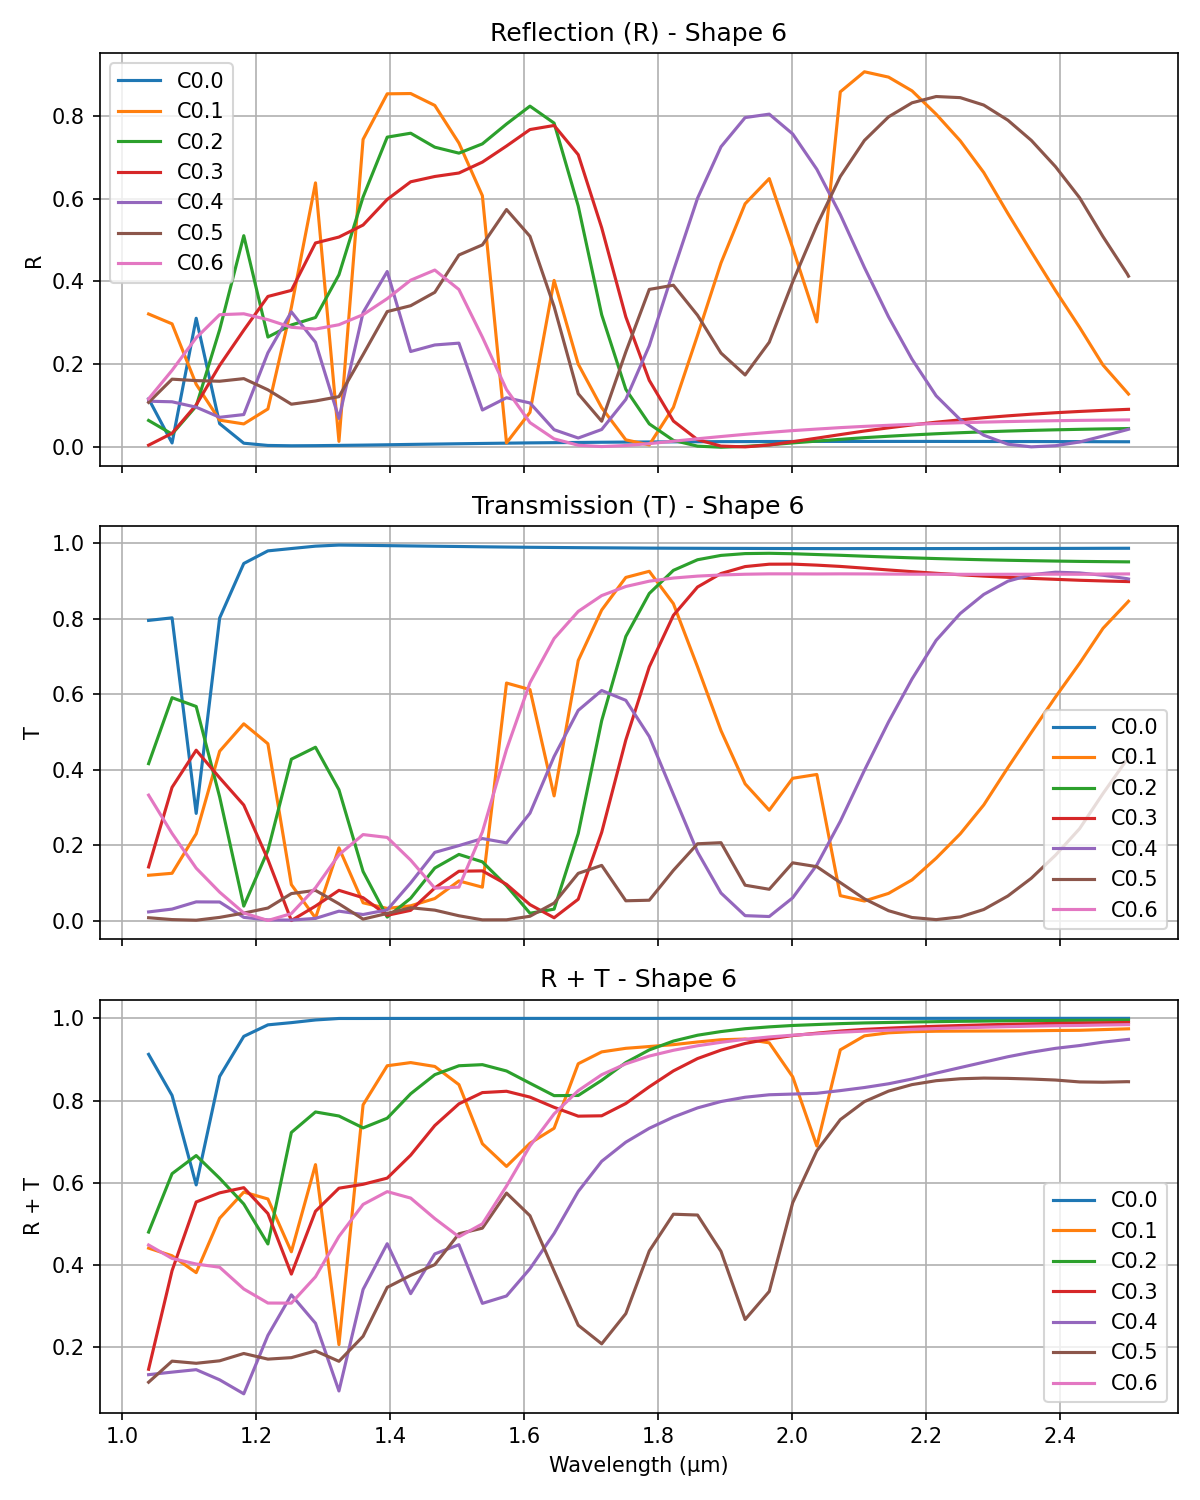 Reflection (R) - Shape 6
C0.0
C0.1
C0.2
C0.3
C0.4
C0.5
C0.6
R
0.8
0.6
0.4
0.2
0.0
Transmission (T) - Shape 6
T
1.0
0.8
0.6
0.4
0.2
0.0
C0.0
C0.1
C0.2
C0.3
C0.4
C0.5
C0.6
R + T - Shape 6
R + T
1.0
0.8
0.6
0.4
0.2
C0.0
C0.1
C0.2
C0.3
C0.4
C0.5
C0.6
1.0 1.2 1.4 1.6 1.8 2.0 2.2 2.4
Wavelength (μm)